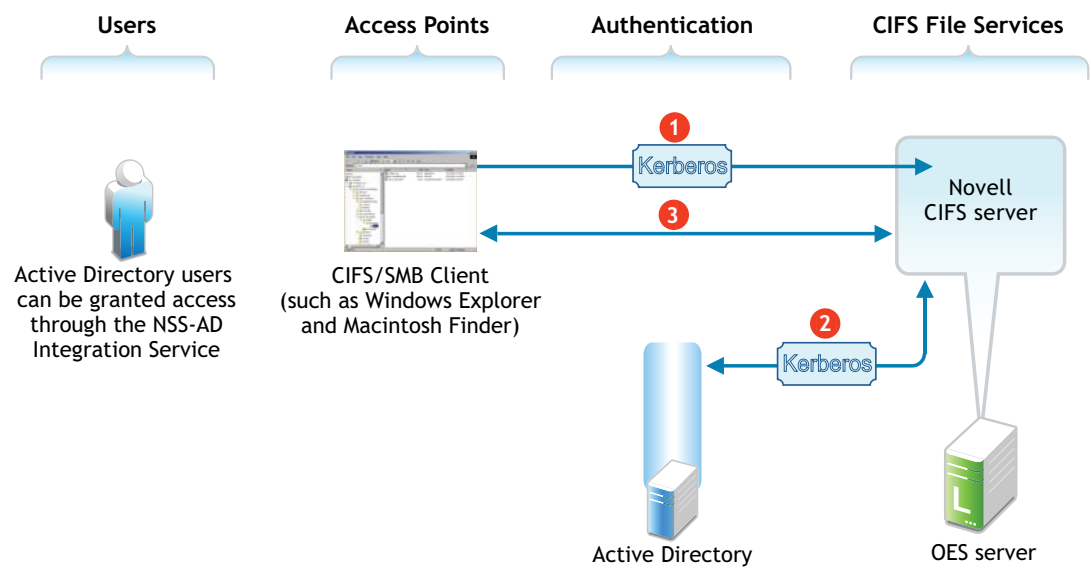 Users
Access Points
Authentication
CIFS File Services
1
Kerberos
3
Novell
CIFS server
Active Directory users
can be granted access
through the NSS-AD
Integration Service
CIFS/SMB Client
(such as Windows Explorer
and Macintosh Finder)
2
Kerberos
Active Directory
L
OES server